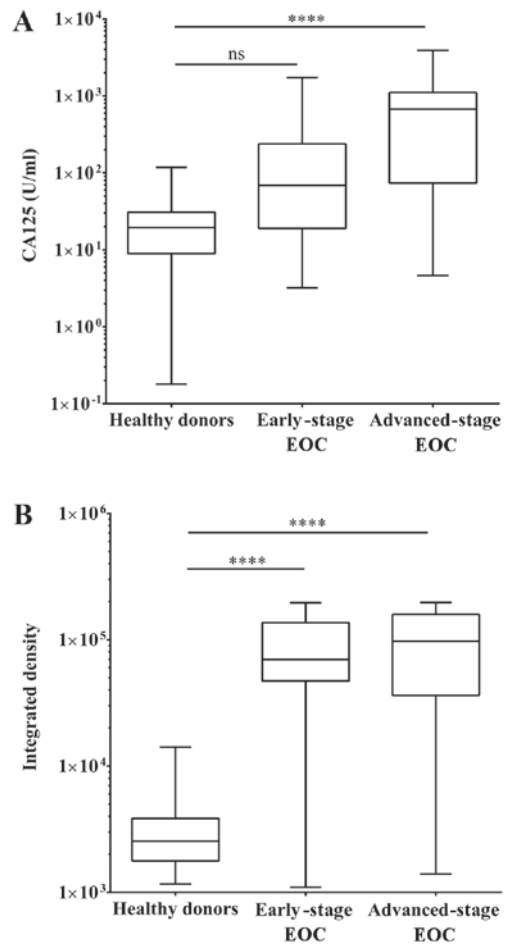 A
****
ns
1×10⁴
1×10³
1×10²
1×10¹
1×10⁰
1×10⁻¹
CA125 (U/ml)
Healthy donors
Early-stage
EOC
Advanced-stage
EOC
B
****
****
1×10⁶
1×10⁵
1×10⁴
1×10³
Integrated density
Healthy donors
Early-stage
EOC
Advanced-stage
EOC